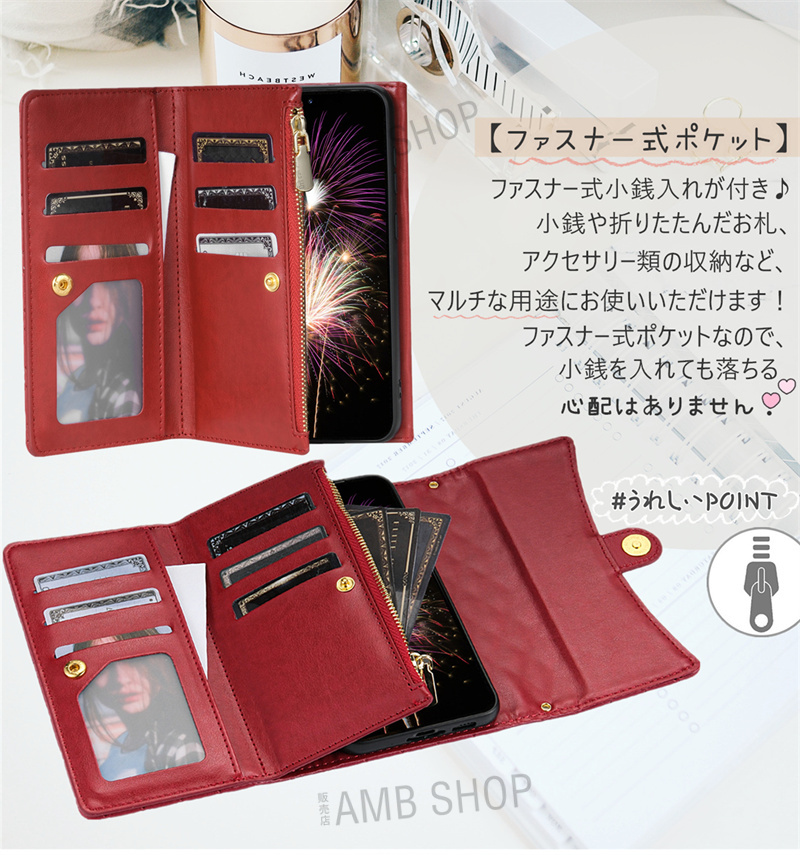 WESTBEACH
SHOP
【ファスナー式ポケット】
ファスナー式小銭入れが付き♪
小銭や折りたたんだお札、
アクセサリー類の収納など、
マルチな用途にお使いいただけます！
ファスナー式ポケットなので、
小銭を入れても落ちる
心配はありません
#うれしいPOINT
販売店 AMB SHOP